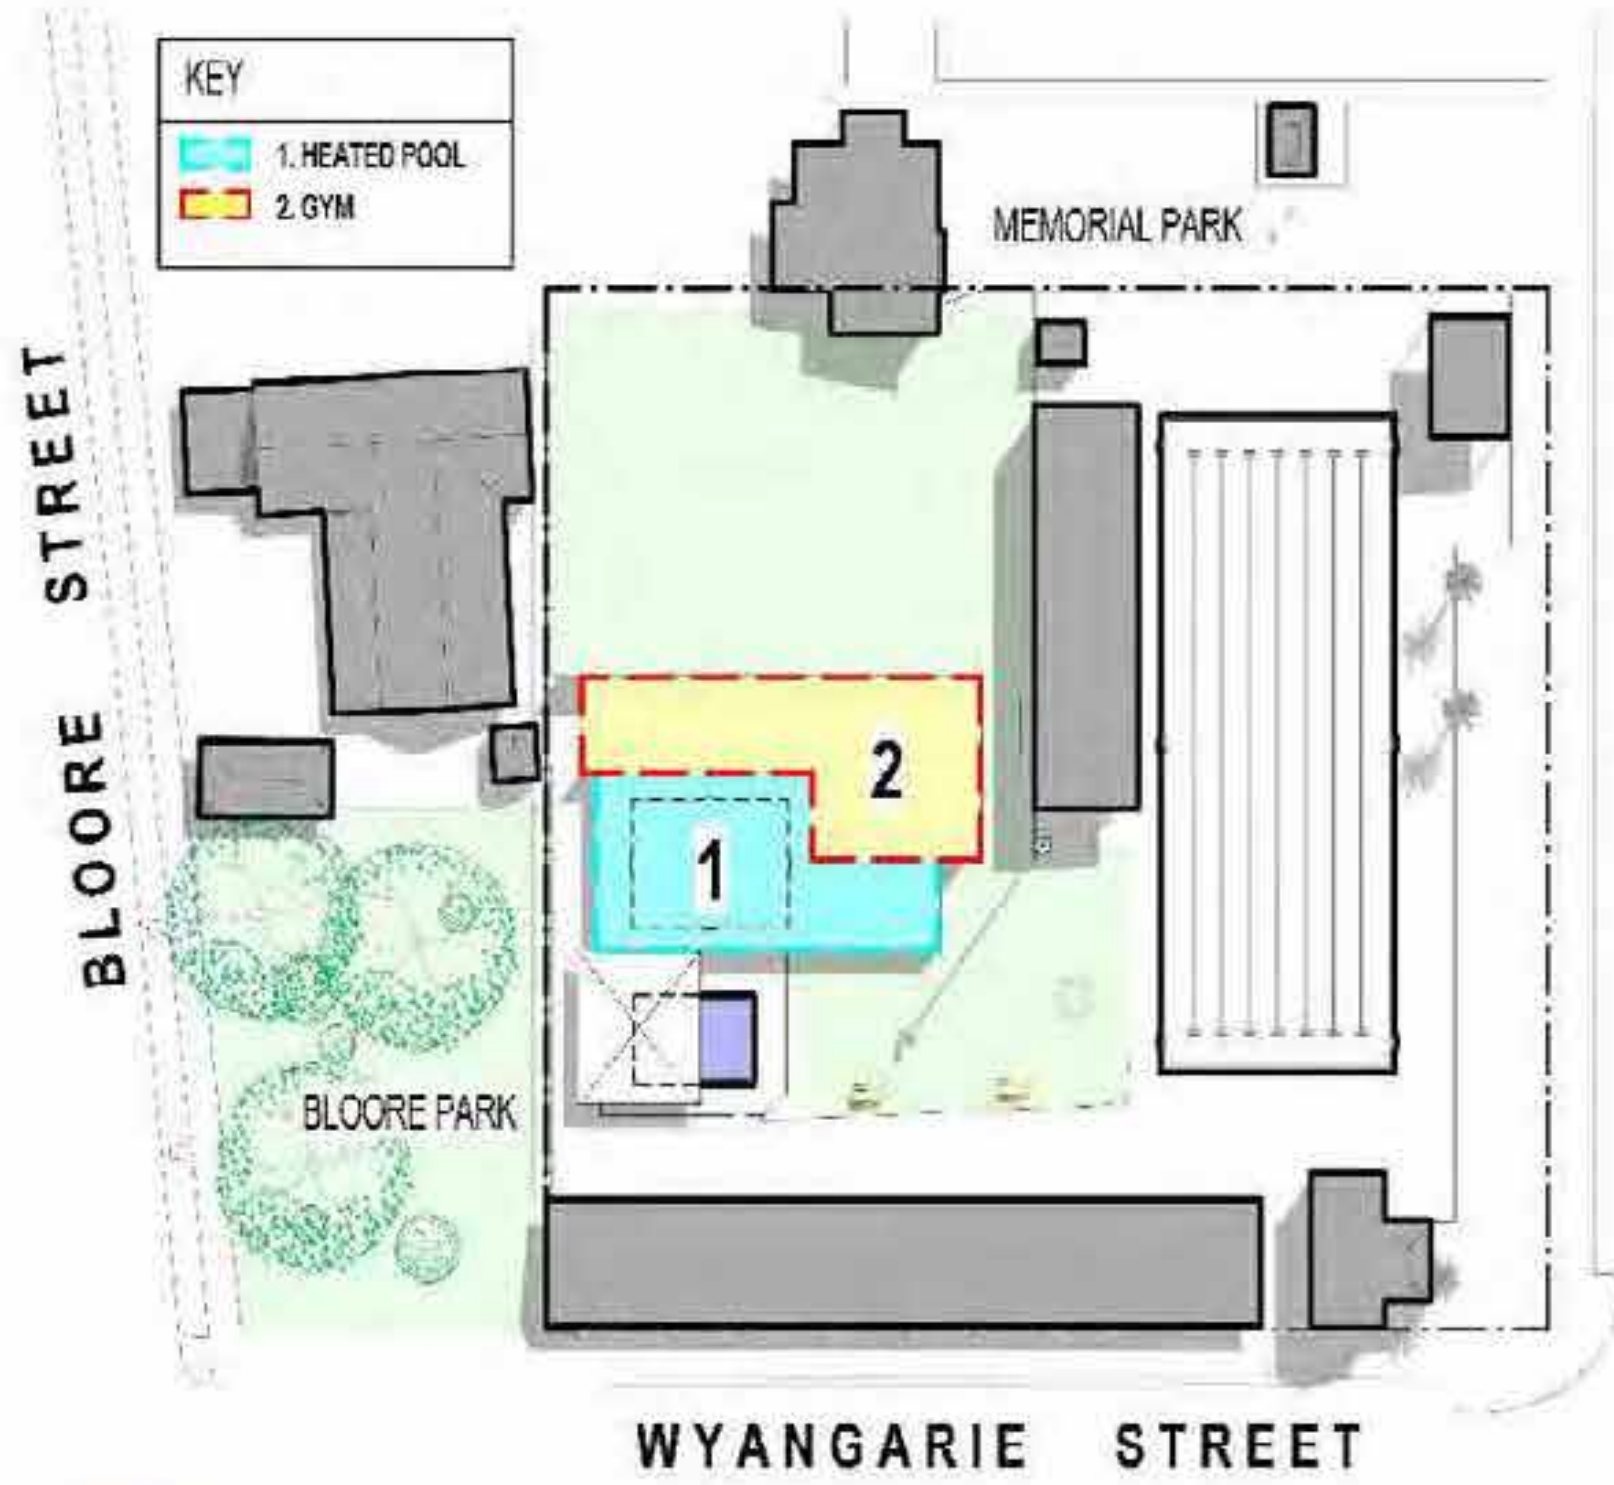 KEY
1. HEATED POOL
2. GYM
MEMORIAL PARK
BLOORE STREET
2
1
BLOORE PARK
WYANGARIE STREET